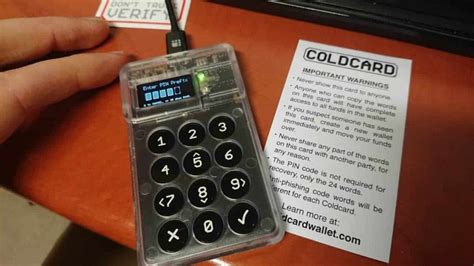 DON'T TRUST
VERIFY
Enter PIN Prefix
1 2 3
4 5 6
<7 8 9>
X 0 ✓
COLDCARD
IMPORTANT WARNINGS
• Never show this card to anyone.
• Anyone who can copy the words
on this card will have complete
access to all funds in the wallet.
• If you suspect someone has seen
this card, create a new wallet
immediately and move your funds
over.
• Never share any part of the words
on this card with another party, for
any reason.
• The PIN code is not required for
recovery, only the 24 words.
Anti-phishing code words will be
different for each Coldcard.
Learn more at:
coldcardwallet.com